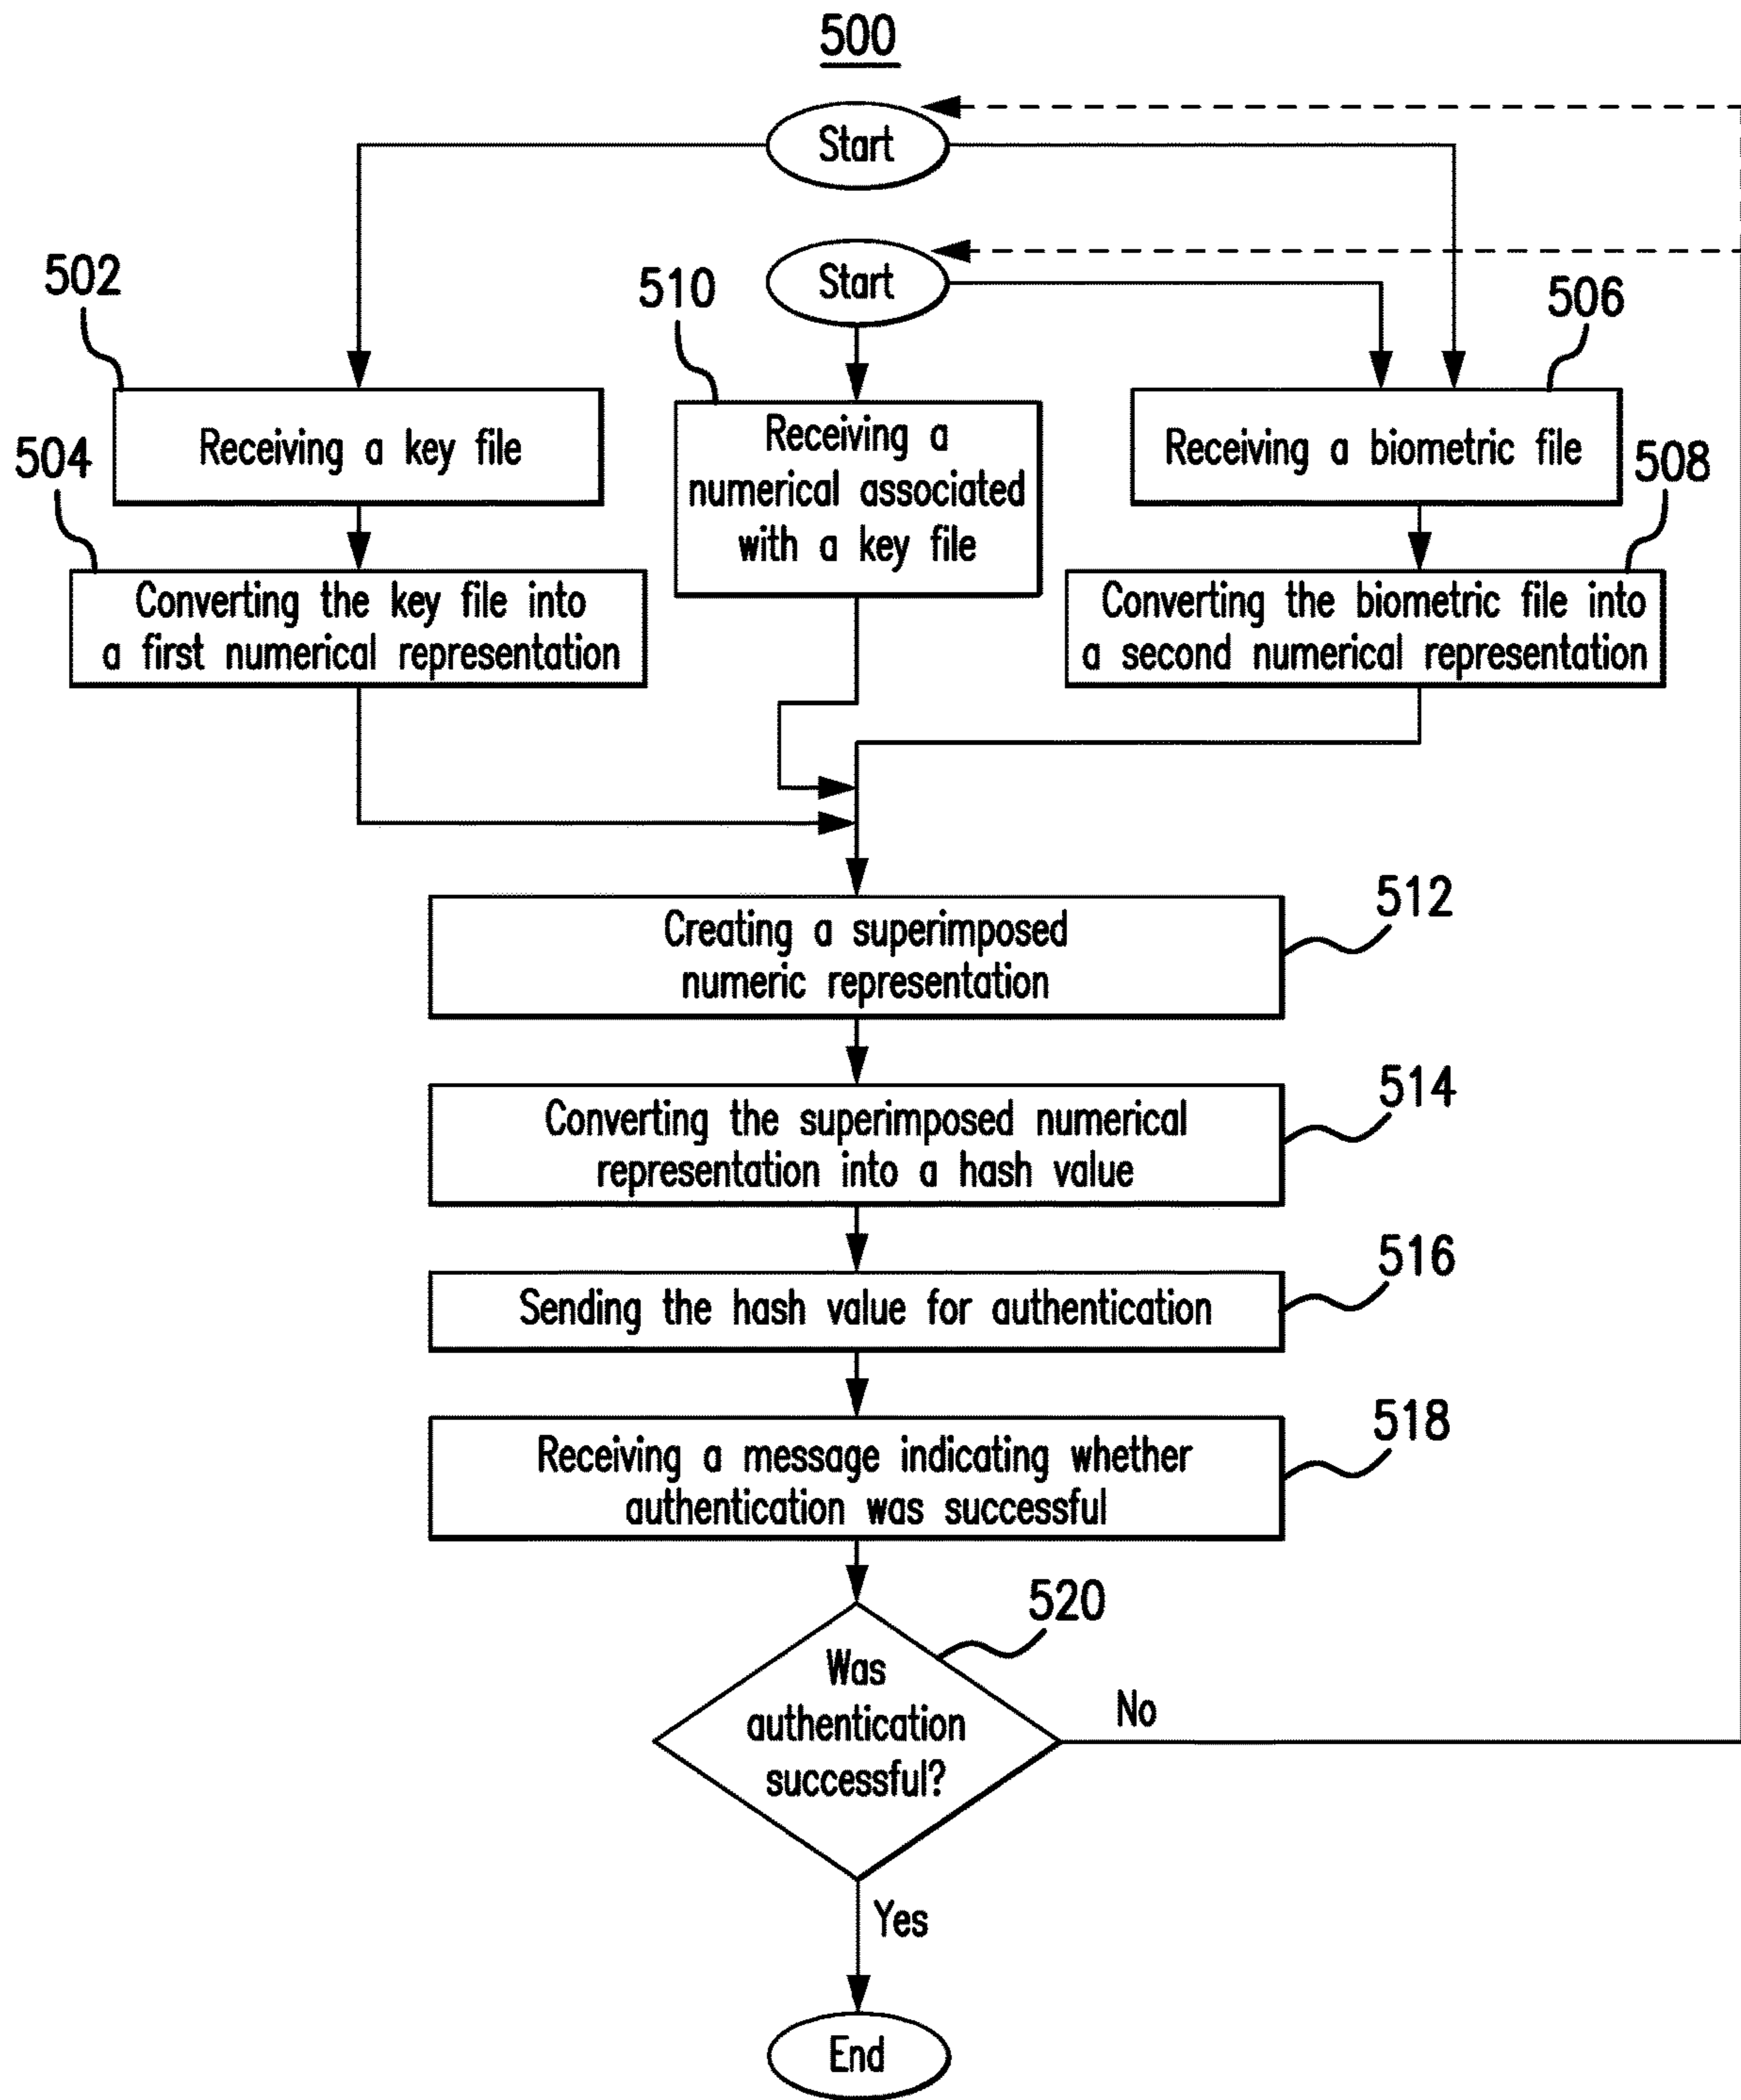 500
Start
Start
502
510
506
Receiving a key file
Receiving a
numerical associated
with a key file
Receiving a biometric file
504
508
Converting the key file into
a first numerical representation
Converting the biometric file into
a second numerical representation
Creating a superimposed
numeric representation
512
Converting the superimposed numerical
representation into a hash value
514
Sending the hash value for authentication
516
Receiving a message indicating whether
authentication was successful
518
520
Was
authentication
successful?
No
Yes
End